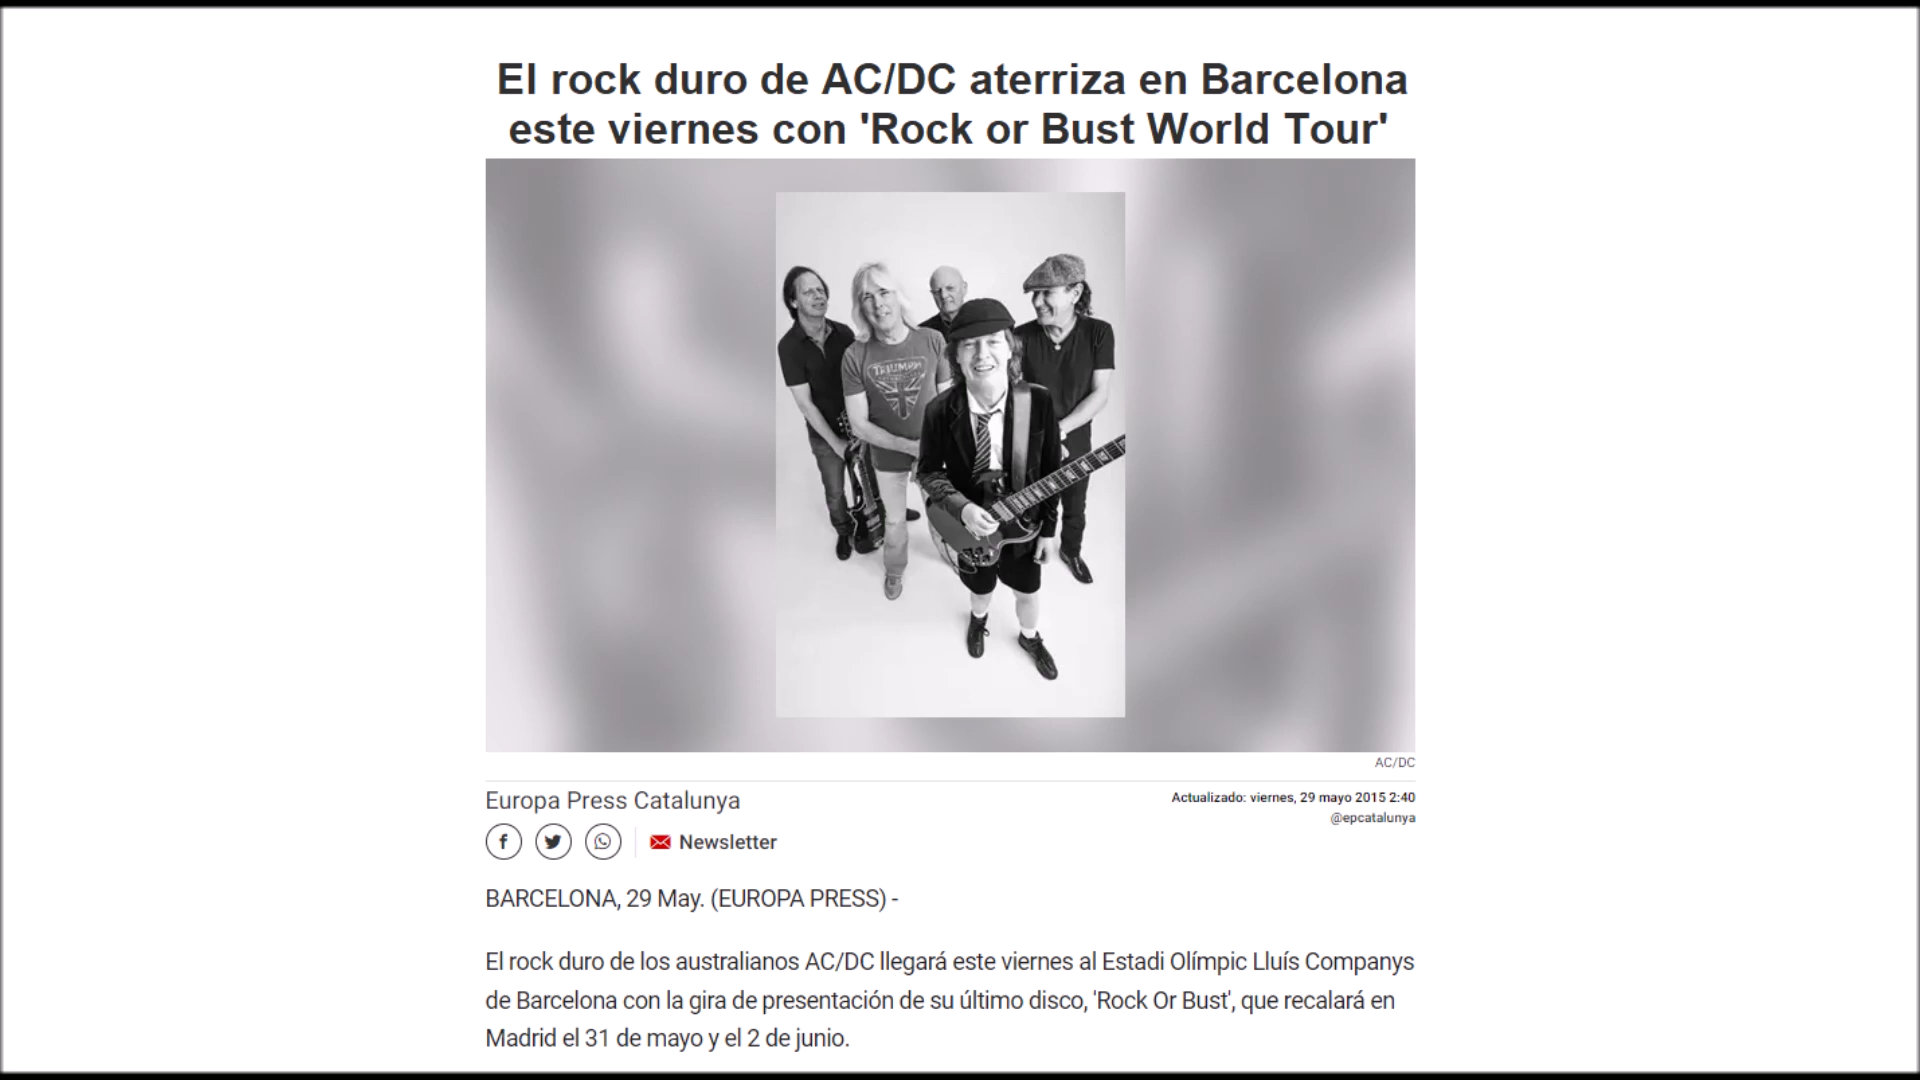 El rock duro de AC/DC aterriza en Barcelona
este viernes con 'Rock or Bust World Tour'
TRIUMPH
AC/DC
Europa Press Catalunya
Actualizado: viernes, 29 mayo 2015 2:40
@epcatalunya
Newsletter
BARCELONA, 29 May. (EUROPA PRESS) -
El rock duro de los australianos AC/DC llegará este viernes al Estadi Olímpic Lluís Companys
de Barcelona con la gira de presentación de su último disco, 'Rock Or Bust', que recalará en
Madrid el 31 de mayo y el 2 de junio.